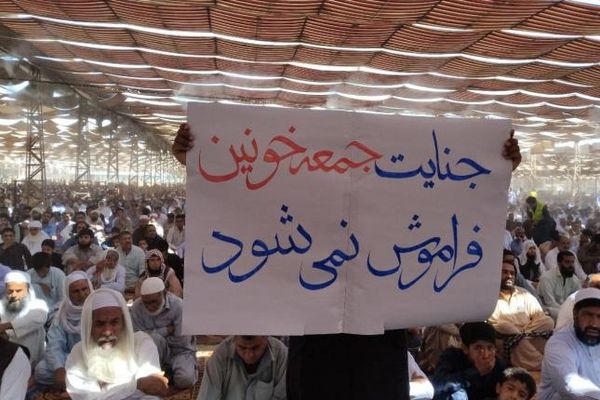 جنایت جمعه خونین
فراموش نمی شود